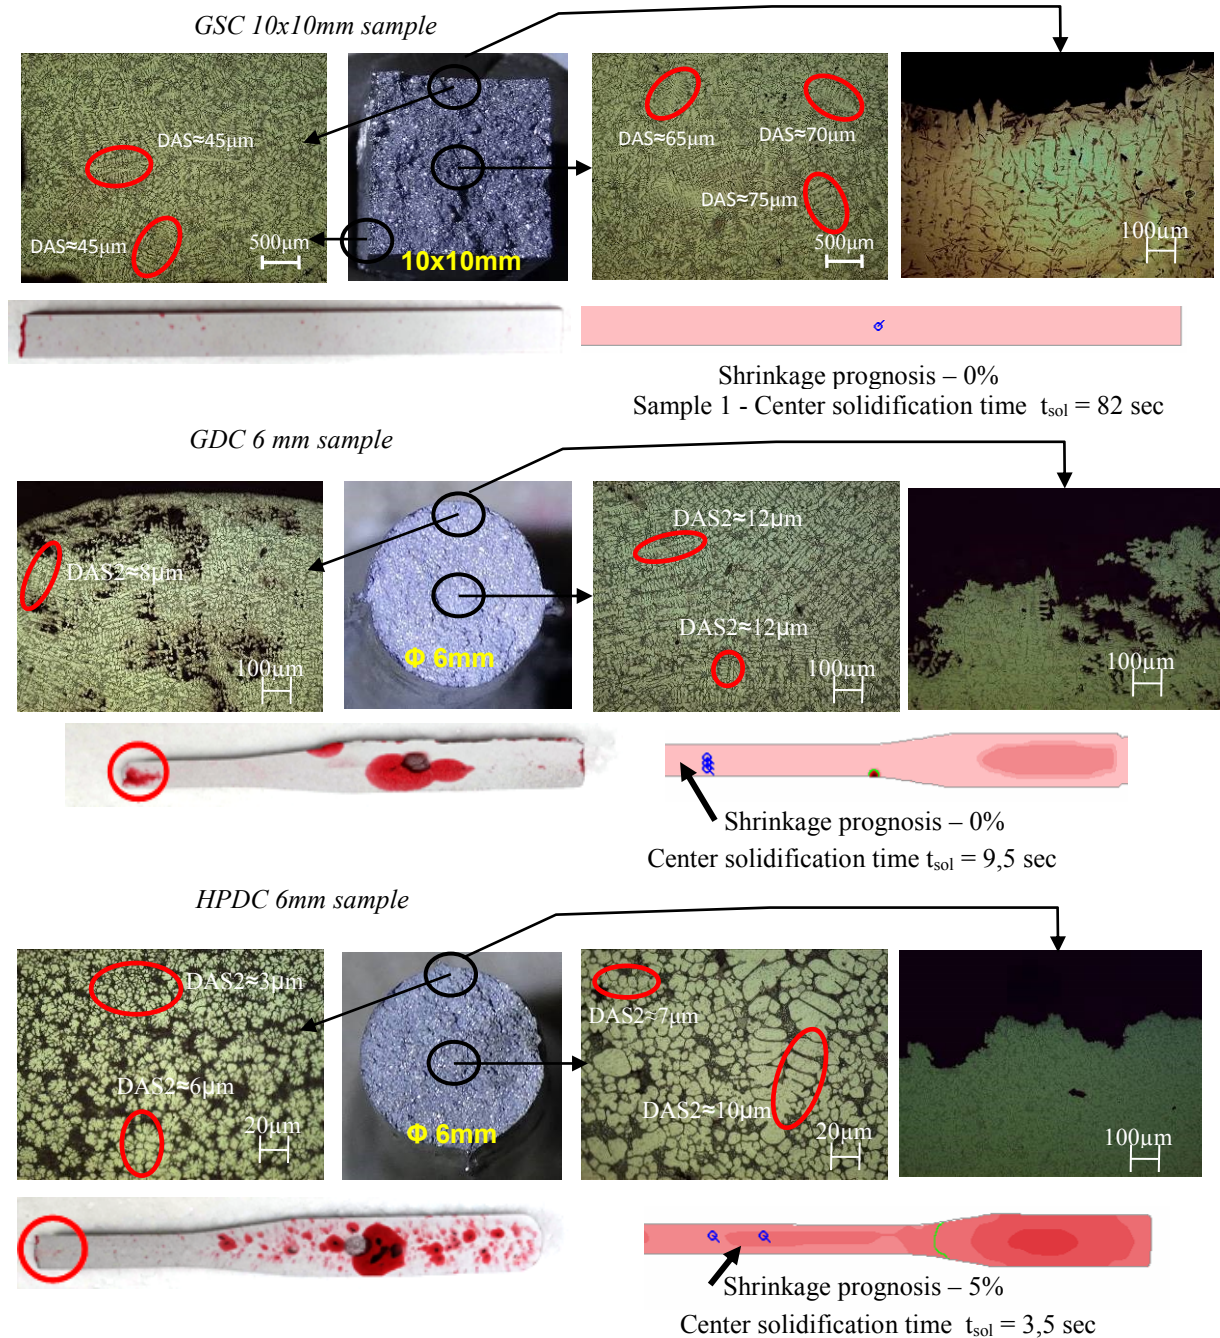 GSC 10x10mm sample
DAS≈45µm
DAS≈45µm
500µm
10x10mm
DAS≈65µm
DAS≈70µm
DAS≈75µm
500µm
100µm
Shrinkage prognosis – 0%
Sample 1 - Center solidification time tsol = 82 sec
GDC 6 mm sample
DAS2≈8µm
100µm
Φ 6mm
DAS2≈12µm
DAS2≈12µm
100µm
100µm
Shrinkage prognosis – 0%
Center solidification time tsol = 9,5 sec
HPDC 6mm sample
DAS2≈3µm
DAS2≈6µm
20µm
Φ 6mm
DAS2≈7µm
DAS2≈10µm
20µm
100µm
Shrinkage prognosis – 5%
Center solidification time tsol = 3,5 sec